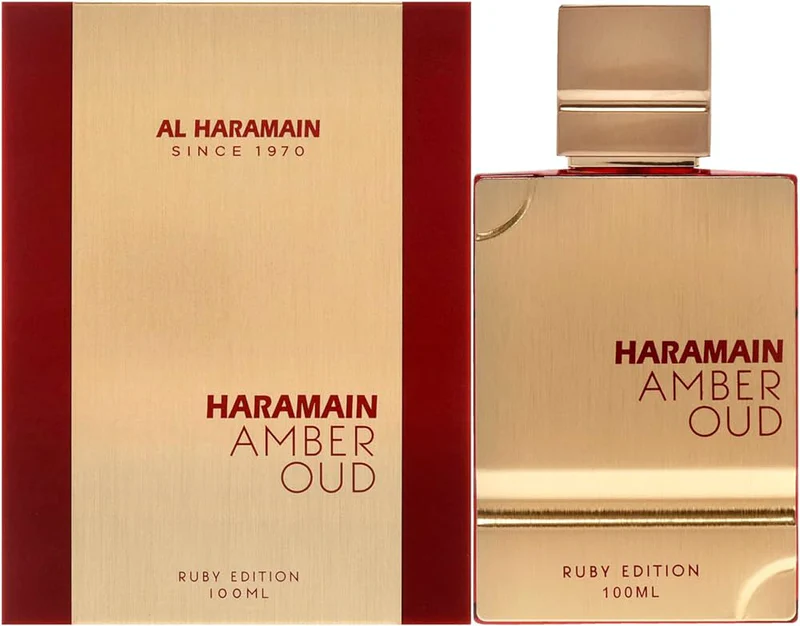 AL HARAMAIN
SINCE 1970
HARAMAIN
AMBER
OUD
RUBY EDITION
100ML
HARAMAIN
AMBER
OUD
RUBY EDITION
100ML